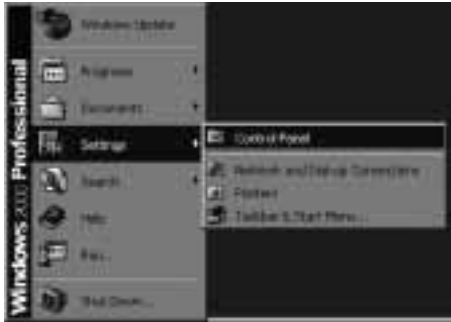 Windows 2000 Professional
Windows Update
Programs
Documents
Settings
Search
Help
Run...
Shut Down...
Control Panel
Network and Dial-up Connections
Printers
Taskbar & Start Menu...